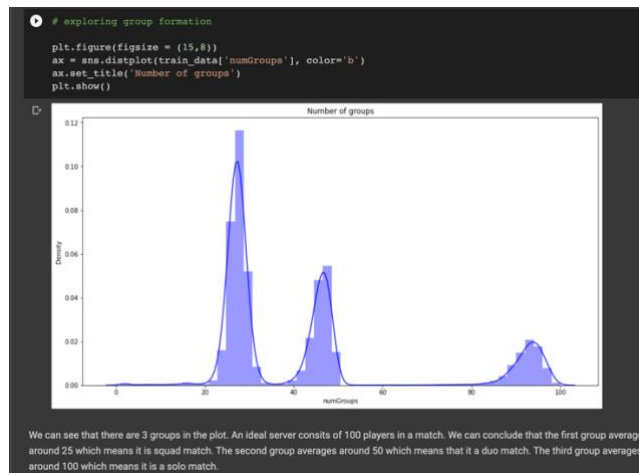 # exploring group formation
plt.figure(figsize = (15,8))
ax = sns.distplot(train_data['numGroups'], color='b')
ax.set_title('Number of groups')
plt.show()
Number of groups
0.12
0.10
0.08
0.06
0.04
0.02
0.00
Density
0 20 40 60 80 100
numGroups
We can see that there are 3 groups in the plot. An ideal server consits of 100 players in a match. We can conclude that the first group average
around 25 which means it is squad match. The second group averages around 50 which means that it a duo match. The third group averages
around 100 which means it is a solo match.